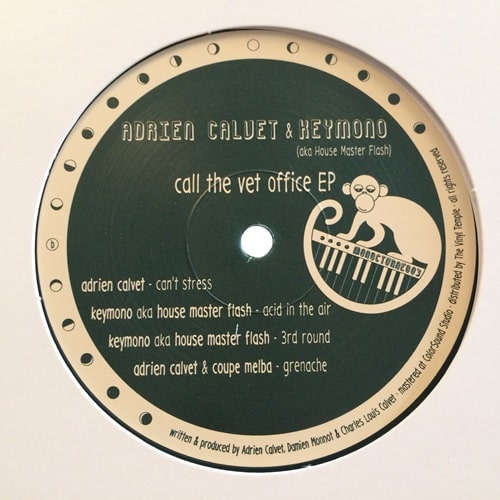 ADRIEN CALVET & KEYMONO
(aka House Master Flash)
call the vet office EP
MONOCTURNE003
b
adrien calvet - can't stress
keymono aka house master flash - acid in the air
keymono aka house master flash - 3rd round
adrien calvet & coupe melba - grenache
written & produced by Adrien Calvet, Damien Monnot & Charles Louis Calvet - mastered at ColorSound Studio - distributed by The Vinyl Temple - all rights reserved